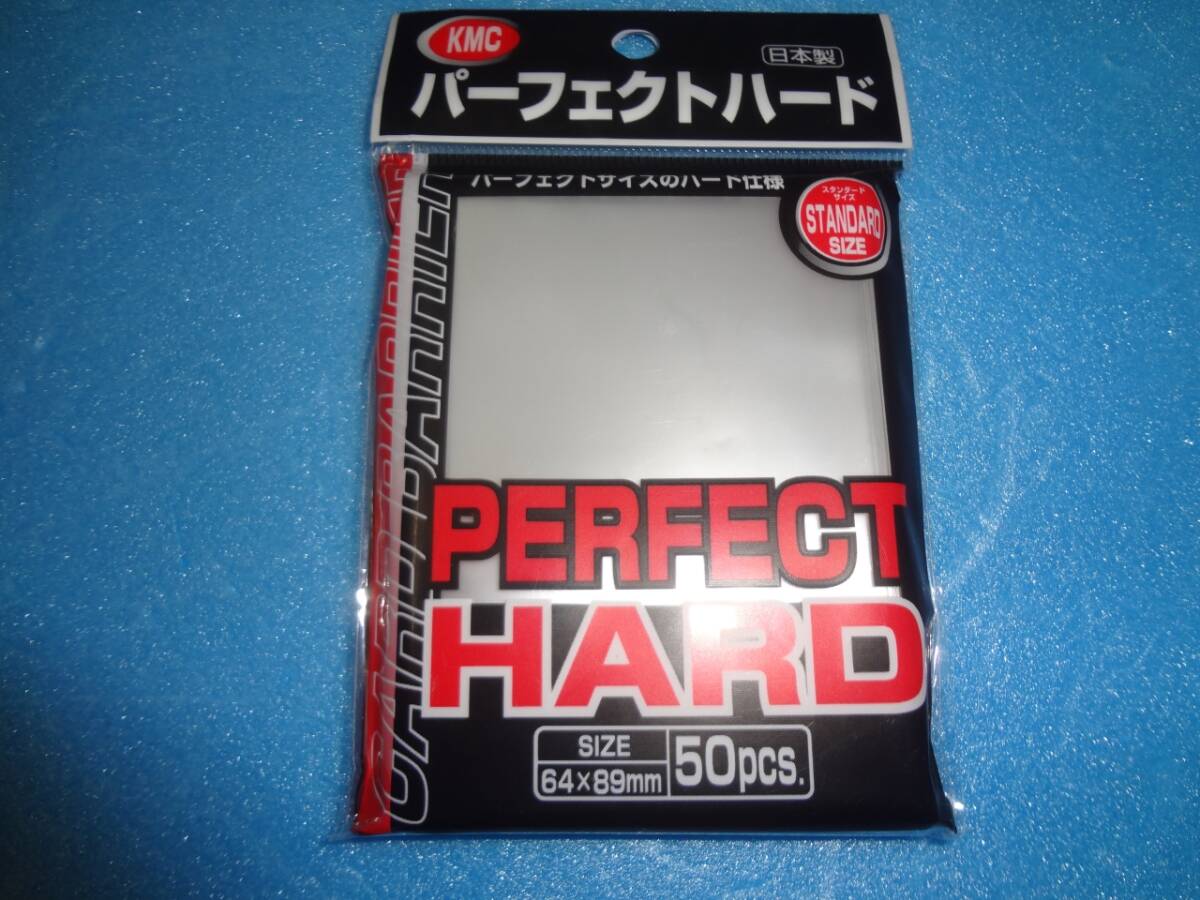 KMC
日本製
パーフェクトハード
パーフェクトサイズのハード仕様
スタンダード
サイズ
STANDARD
SIZE
CARD BARRIER
PERFECT
HARD
SIZE
64×89mm
50pcs.